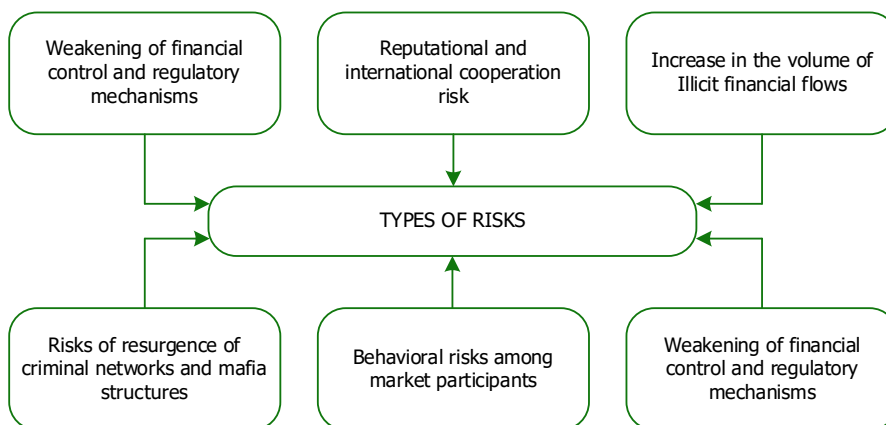 Weakening of financial
control and regulatory
mechanisms
Reputational and
international cooperation
risk
Increase in the volume of
Illicit financial flows
TYPES OF RISKS
Risks of resurgence of
criminal networks and mafia
structures
Behavioral risks among
market participants
Weakening of financial
control and regulatory
mechanisms